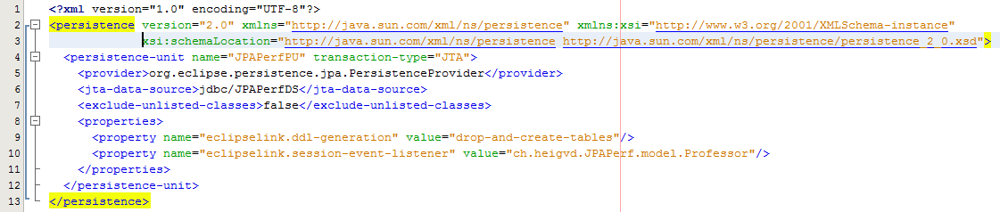 1 <?xml version="1.0" encoding="UTF-8"?>
2 <persistence version="2.0" xmlns="http://java.sun.com/xml/ns/persistence" xmlns:xsi="http://www.w3.org/2001/XMLSchema-instance"
3 xsi:schemaLocation="http://java.sun.com/xml/ns/persistence http://java.sun.com/xml/ns/persistence/persistence_2_0.xsd">
4 <persistence-unit name="JPAPerfPU" transaction-type="JTA">
5 <provider>org.eclipse.persistence.jpa.PersistenceProvider</provider>
6 <jta-data-source>jdbc/JPAPerfDS</jta-data-source>
7 <exclude-unlisted-classes>false</exclude-unlisted-classes>
8 <properties>
9 <property name="eclipselink.ddl-generation" value="drop-and-create-tables"/>
10 <property name="eclipselink.session-event-listener" value="ch.heigvd.JPAPerf.model.Professor"/>
11 </properties>
12 </persistence-unit>
13 </persistence>